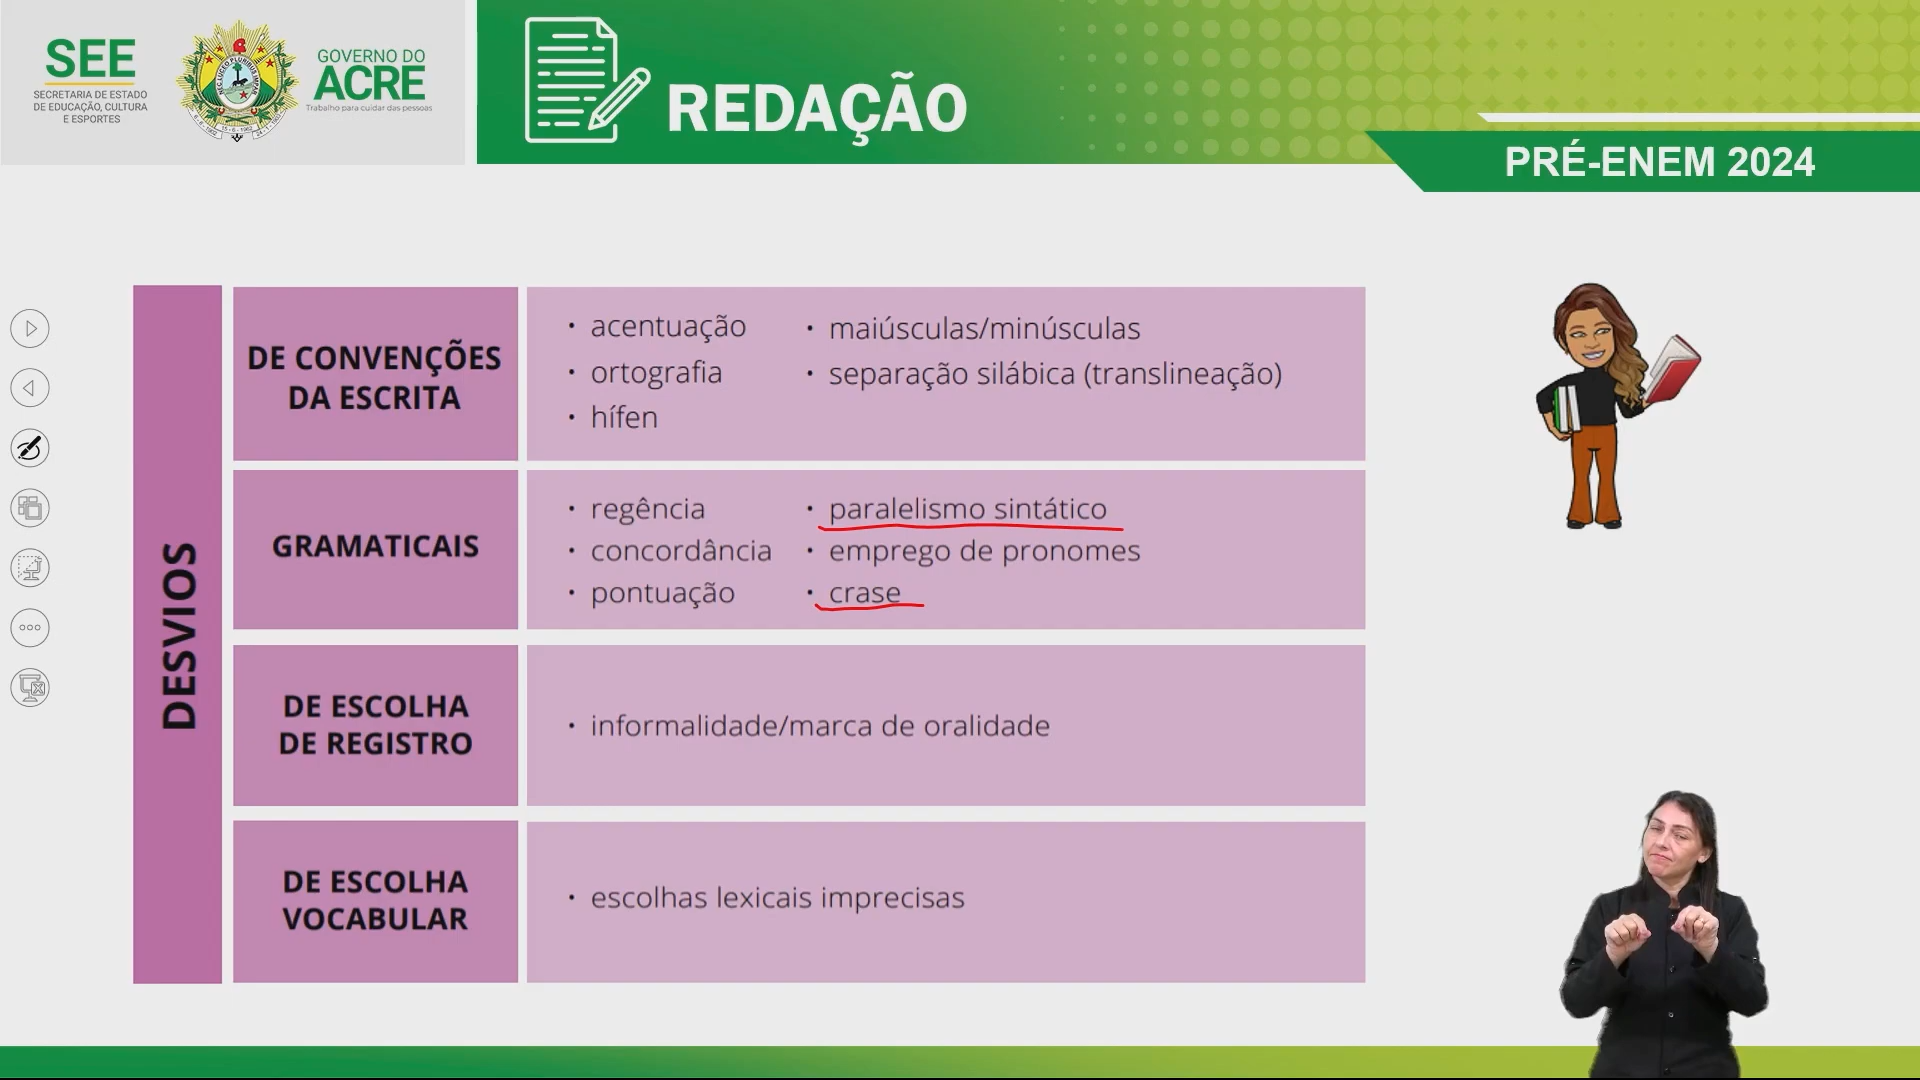 SEE
SECRETARIA DE ESTADO
DE EDUCAÇÃO, CULTURA
E ESPORTES
GOVERNO DO
ACRE
Trabalho para cuidar das pessoas
REDAÇÃO
PRÉ-ENEM 2024
DESVIOS
DE CONVENÇÕES
DA ESCRITA
• acentuação
• ortografia
• hífen
• maiúsculas/minúsculas
• separação silábica (translineação)
GRAMATICAIS
• regência
• concordância
• pontuação
• paralelismo sintático
• emprego de pronomes
• crase
DE ESCOLHA
DE REGISTRO
• informalidade/marca de oralidade
DE ESCOLHA
VOCABULAR
• escolhas lexicais imprecisas